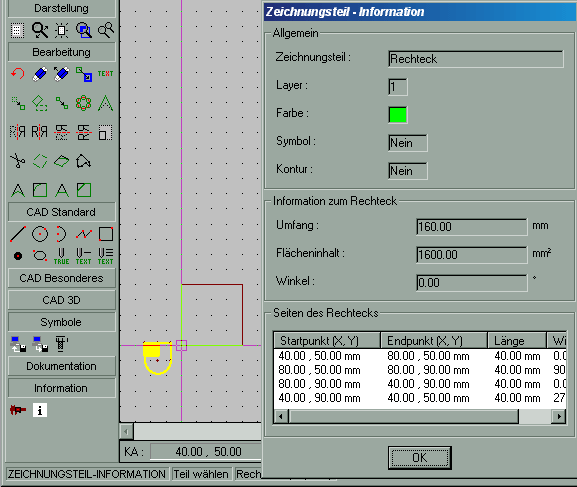 Darstellung
Bearbeitung
TEXT
CAD Standard
TRUE TEXT TEXT
CAD Besonderes
CAD 3D
Symbole
Dokumentation
Information
KA : 40.00 , 50.00
ZEICHNUNGSTEIL-INFORMATION Teil wählen
Zeichnungsteil - Information
Allgemein
Zeichnungsteil : Rechteck
Layer : 1
Farbe :
Symbol : Nein
Kontur : Nein
Information zum Rechteck
Umfang : 160.00 mm
Flächeninhalt : 1600.00 mm²
Winkel : 0.00 °
Seiten des Rechtecks
Startpunkt (X, Y) Endpunkt (X, Y) Länge Wi
40.00 , 50.00 mm 80.00 , 50.00 mm 40.00 mm 0.0
80.00 , 50.00 mm 80.00 , 90.00 mm 40.00 mm 90
80.00 , 90.00 mm 40.00 , 90.00 mm 40.00 mm 0.0
40.00 , 90.00 mm 40.00 , 50.00 mm 40.00 mm 27
OK